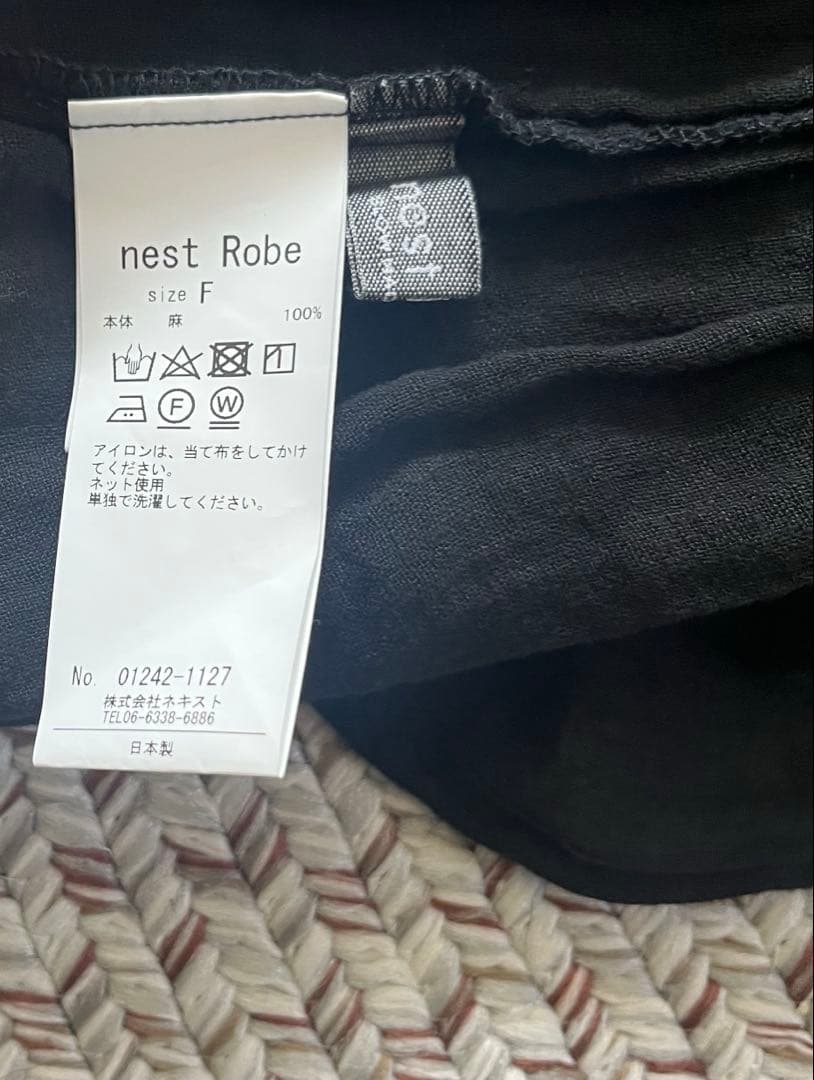 nest Robe
size F
本体 麻 100%
F W
アイロンは、当て布をしてかけ
てください。
ネット使用
単独で洗濯してください。
No. 01242-1127
株式会社ネキスト
TEL06-6338-6886
日本製
nest